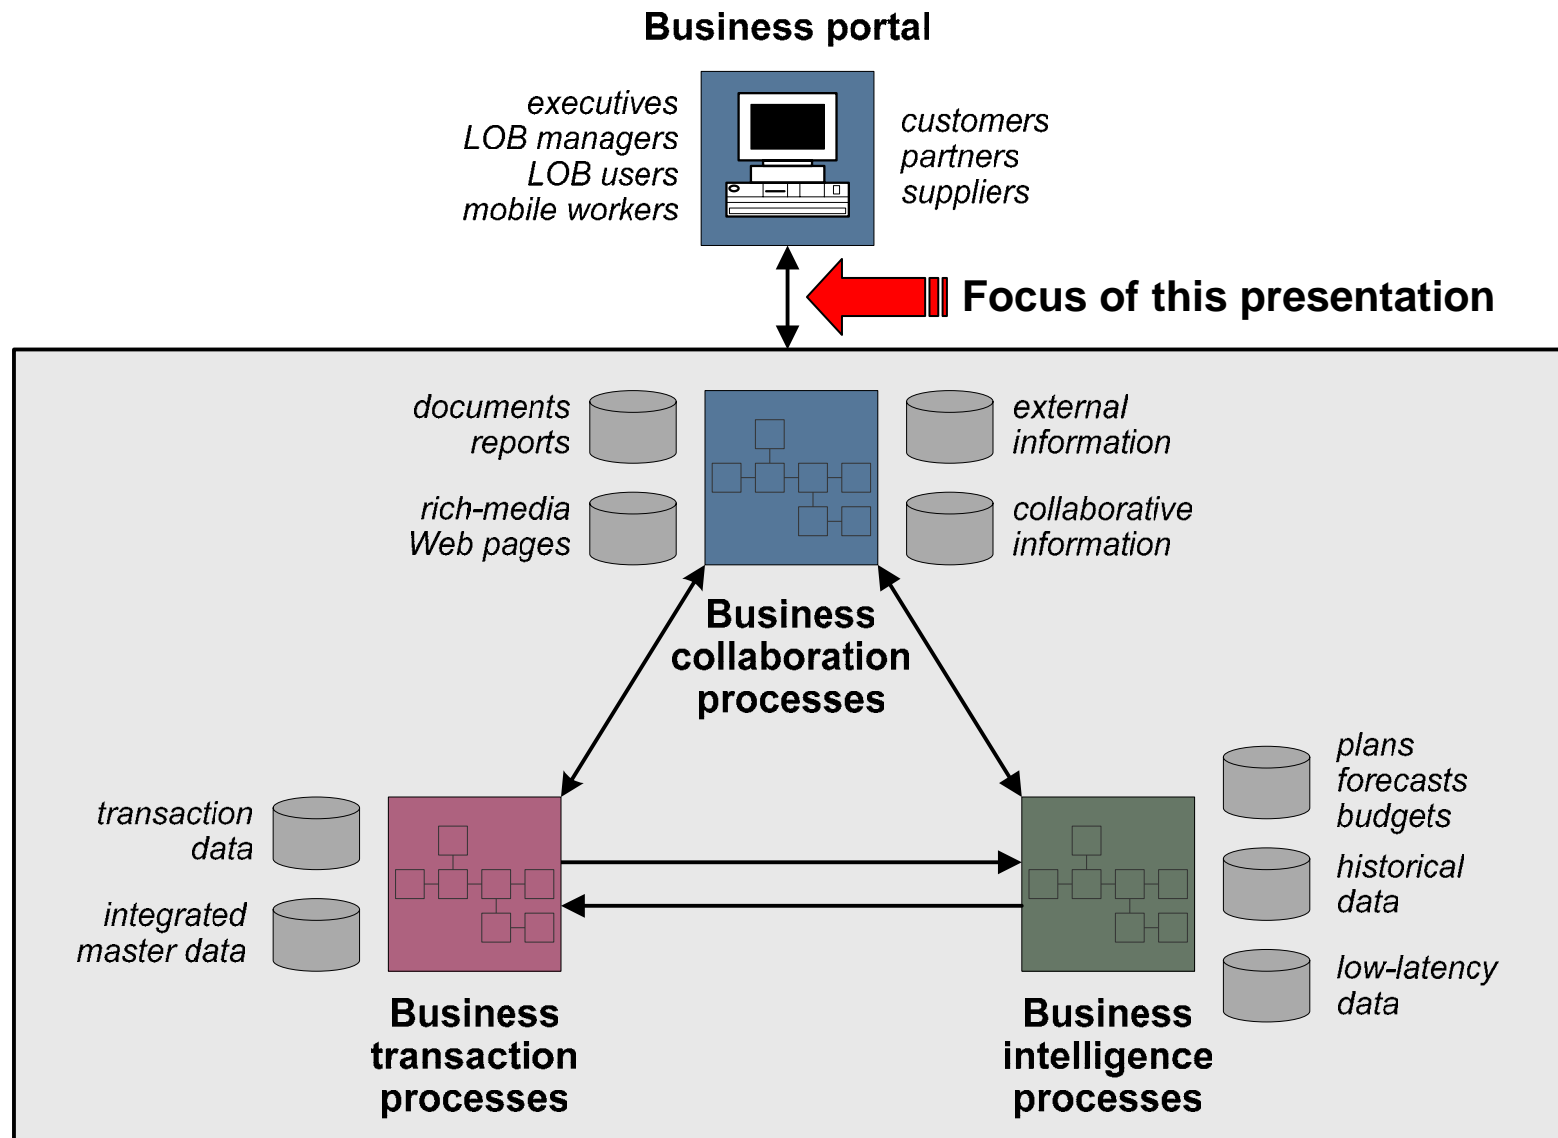 Business portal
executives
LOB managers
LOB users
mobile workers
customers
partners
suppliers
Focus of this presentation
documents
reports
external
information
rich-media
Web pages
collaborative
information
Business
collaboration
processes
transaction
data
integrated
master data
plans
forecasts
budgets
historical
data
low-latency
data
Business
transaction
processes
Business
intelligence
processes